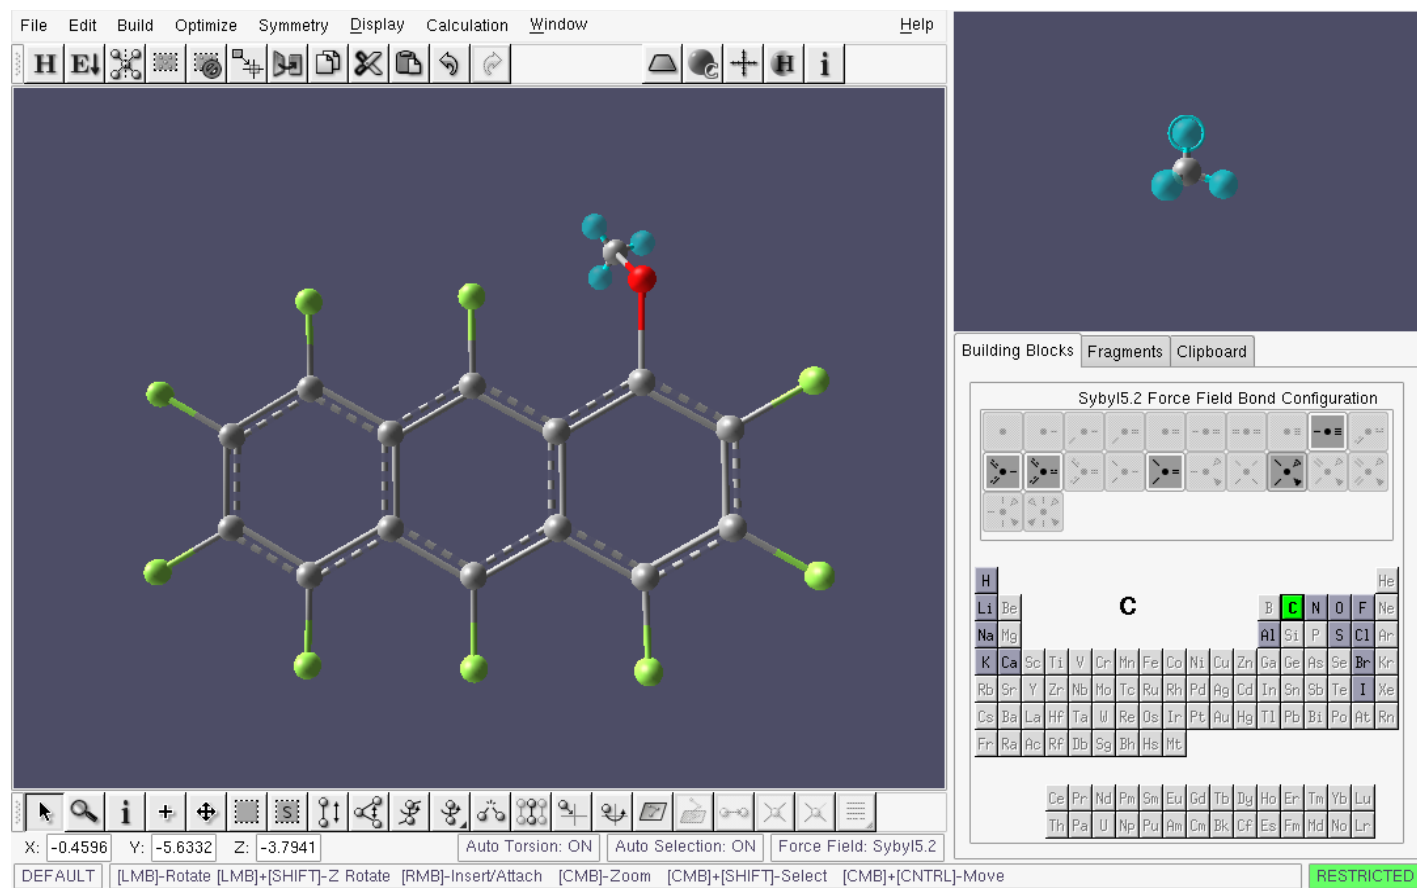 File Edit Build Optimize Symmetry Display Calculation Window Help
H E C H i
Building Blocks Fragments Clipboard
Sybyl5.2 Force Field Bond Configuration
C
H He
Li Be B C N O F Ne
Na Mg Al Si P S Cl Ar
K Ca Sc Ti V Cr Mn Fe Co Ni Cu Zn Ga Ge As Se Br Kr
Rb Sr Y Zr Nb Mo Tc Ru Rh Pd Ag Cd In Sn Sb Te I Xe
Cs Ba La Hf Ta W Re Os Ir Pt Au Hg Tl Pb Bi Po At Rn
Fr Ra Ac Rf Db Sg Bh Hs Mt
Ce Pr Nd Pm Sm Eu Gd Tb Dy Ho Er Tm Yb Lu
Th Pa U Np Pu Am Cm Bk Cf Es Fm Md No Lr
i S
X: -0.4596 Y: -5.6332 Z: -3.7941 Auto Torsion: ON Auto Selection: ON Force Field: Sybyl5.2
DEFAULT [LMB]-Rotate [LMB]+[SHIFT]-Z Rotate [RMB]-Insert/Attach [CMB]-Zoom [CMB]+[SHIFT]-Select [CMB]+[CNTRL]-Move RESTRICTED